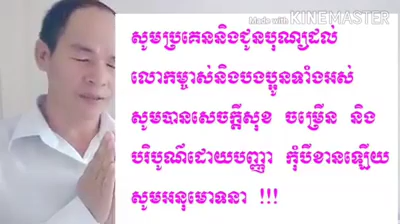 Made with KINEMASTER
សូមប្រគេននិងជូនបុណ្យដល់
លោកម្ចាស់និងបងប្អូនទាំងអស់
សូមបានសេចក្ដីសុខ ចម្រើន និង
បរិបូណ៌ដោយបញ្ញា កុំបីខានឡើយ
សូមអនុមោទនា !!!